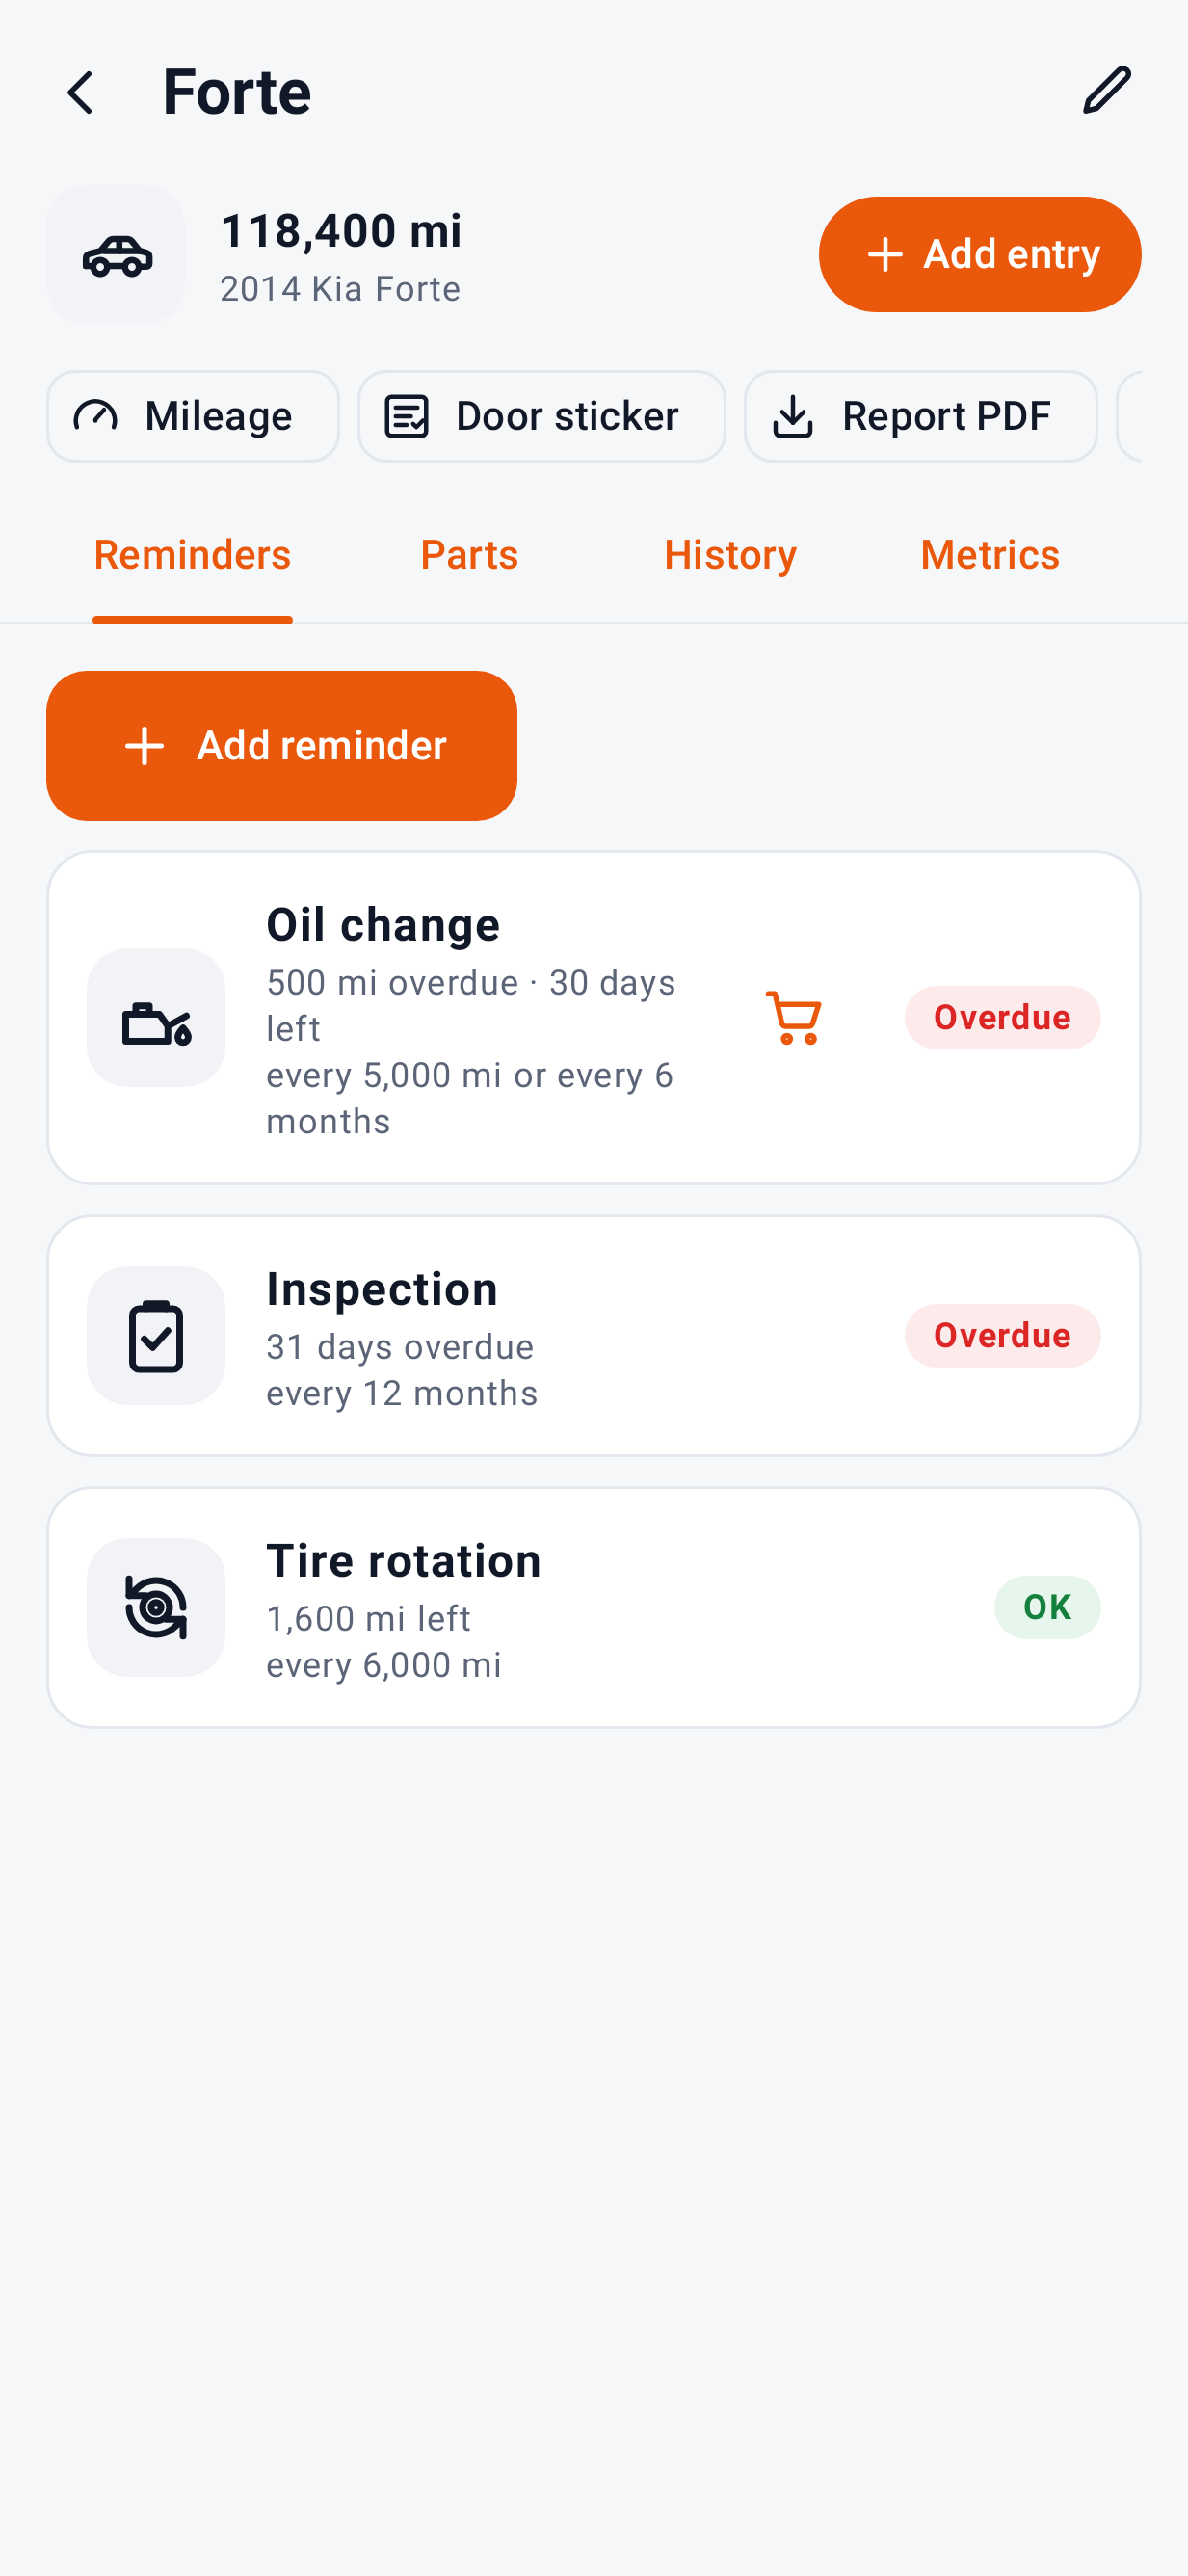 Forte
118,400 mi
2014 Kia Forte
Add entry
Mileage
Door sticker
Report PDF
Reminders
Parts
History
Metrics
Add reminder
Oil change
500 mi overdue · 30 days
left
every 5,000 mi or every 6
months
Overdue
Inspection
31 days overdue
every 12 months
Overdue
Tire rotation
1,600 mi left
every 6,000 mi
OK